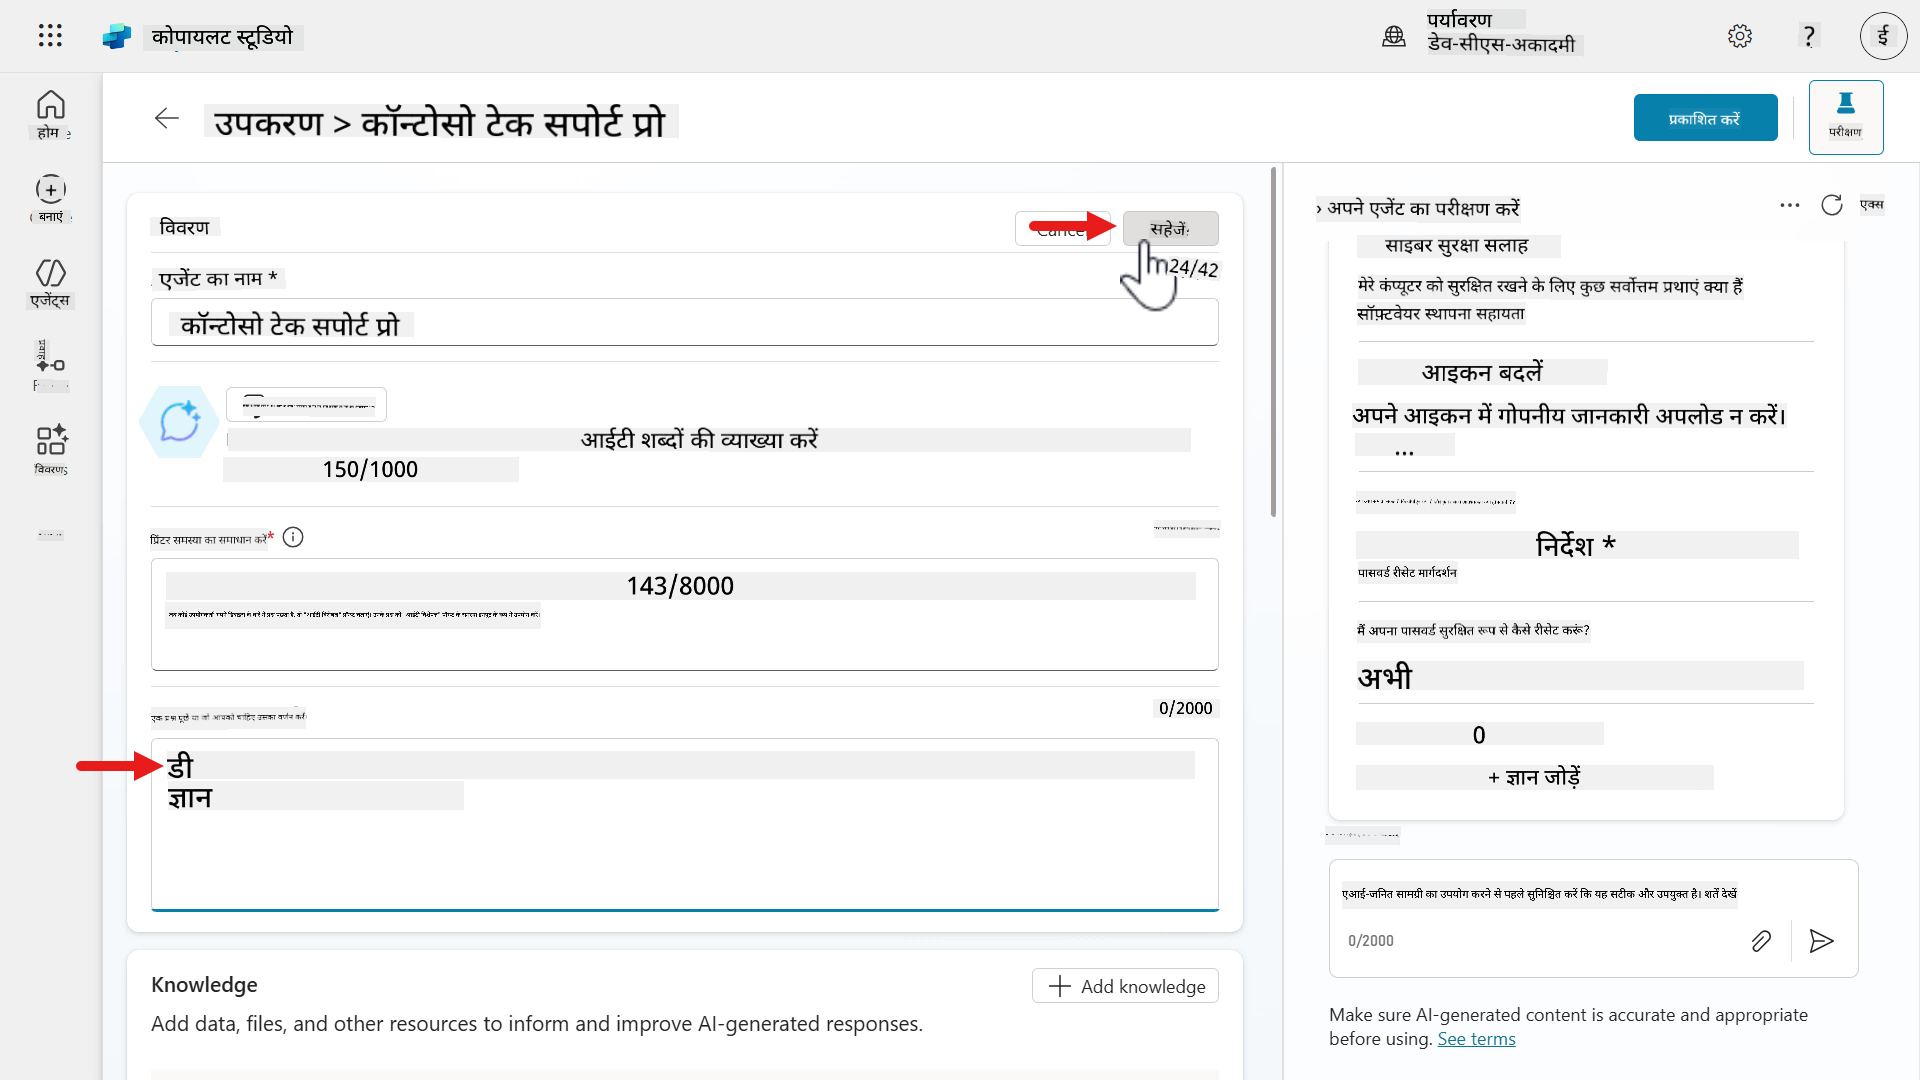 कोपायलट स्टूडियो
पर्यावरण
डेव-सीएस-अकादमी
?
ई
होम
बनाएं
एजेंट्स
प्रवाह
विवरण
उपकरण > कॉन्टोसो टेक सपोर्ट प्रो
प्रकाशित करें
परीक्षण
विवरण
सहेजें
एजेंट का नाम *
24/42
कॉन्टोसो टेक सपोर्ट प्रो
आईटी शब्दों की व्याख्या करें
150/1000
प्रिंटर समस्या का समाधान करें*
143/8000
एक प्रश्न पूछें या जो आपको चाहिए उसका वर्णन करें
0/2000
डी
ज्ञान
Knowledge
Add knowledge
Add data, files, and other resources to inform and improve AI-generated responses.
› अपने एजेंट का परीक्षण करें
एक्स
साइबर सुरक्षा सलाह
मेरे कंप्यूटर को सुरक्षित रखने के लिए कुछ सर्वोत्तम प्रथाएं क्या हैं
सॉफ़्टवेयर स्थापना सहायता
आइकन बदलें
अपने आइकन में गोपनीय जानकारी अपलोड न करें।
...
निर्देश *
पासवर्ड रीसेट मार्गदर्शन
मैं अपना पासवर्ड सुरक्षित रूप से कैसे रीसेट करूं?
अभी
0
+ ज्ञान जोड़ें
एआई-जनित सामग्री का उपयोग करने से पहले सुनिश्चित करें कि यह सटीक और उपयुक्त है। शर्तें देखें
0/2000
Make sure AI-generated content is accurate and appropriate
before using. See terms